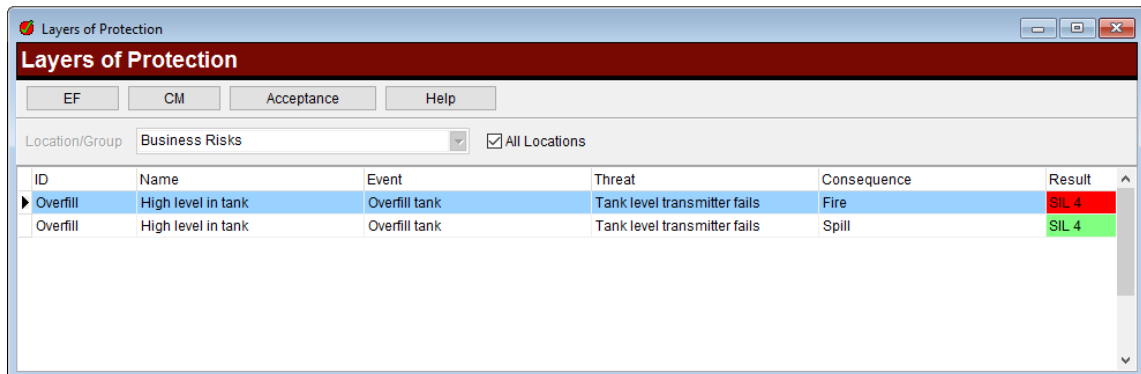 Layers of Protection
Layers of Protection
EF CM Acceptance Help
Location/Group Business Risks All Locations
ID Name Event Threat Consequence Result
Overfill High level in tank Overfill tank Tank level transmitter fails Fire SIL 4
Overfill High level in tank Overfill tank Tank level transmitter fails Spill SIL 4